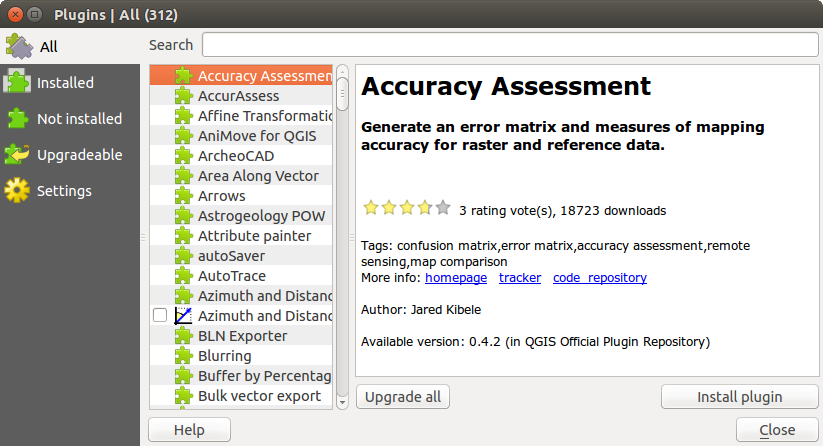 Plugins | All (312)
All
Installed
Not installed
Upgradeable
Settings
Search
Accuracy Assessmen
AccurAssess
Affine Transformatic
AniMove for QGIS
ArcheoCAD
Area Along Vector
Arrows
Astrogeology POW
Attribute painter
autoSaver
AutoTrace
Azimuth and Distanc
Azimuth and Distanc
BLN Exporter
Blurring
Buffer by Percentag
Bulk vector export
Accuracy Assessment
Generate an error matrix and measures of mapping
accuracy for raster and reference data.
3 rating vote(s), 18723 downloads
Tags: confusion matrix,error matrix,accuracy assessment,remote
sensing,map comparison
More info: homepage tracker code_repository
Author: Jared Kibele
Available version: 0.4.2 (in QGIS Official Plugin Repository)
Upgrade all
Install plugin
Help
Close